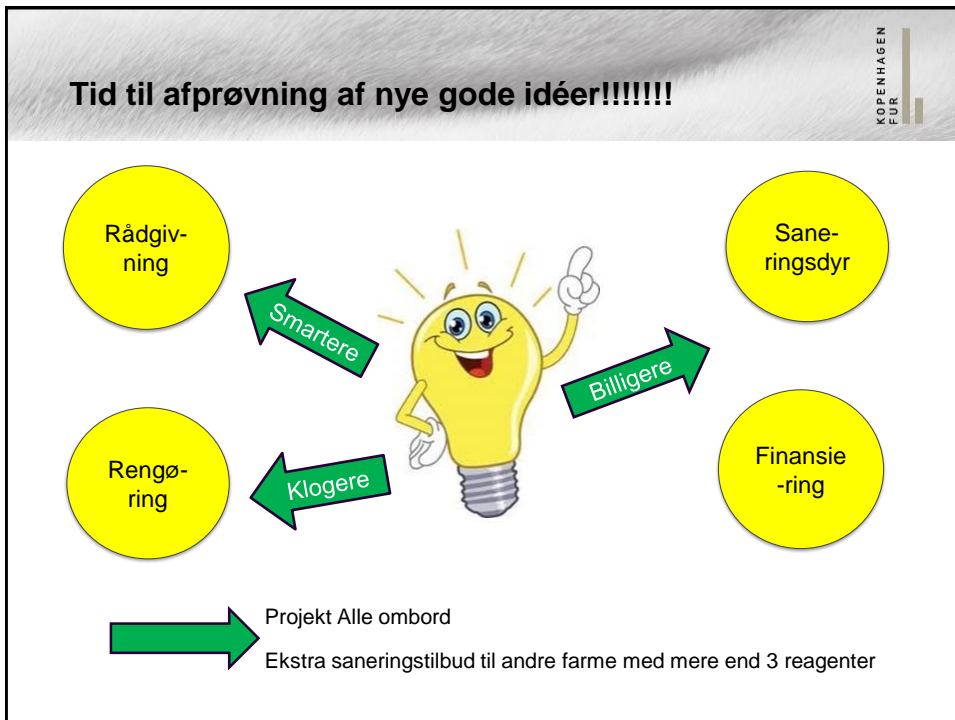 Tid til afprøvning af nye gode idéer!!!!!!!
KOPENHAGEN
FUR
Rådgiv-
ning
Smartere
Sane-
ringsdyr
Billigere
Rengø-
ring
Klogere
Finansie
-ring
Projekt Alle ombord
Ekstra saneringstilbud til andre farme med mere end 3 reagenter